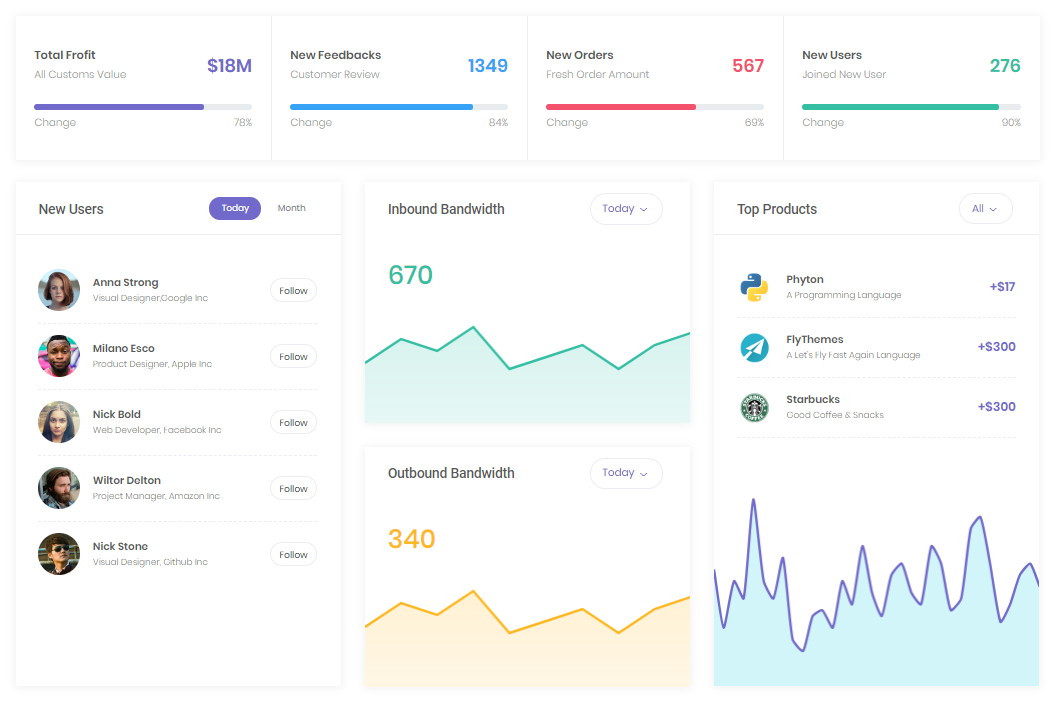 Total Frofit
All Customs Value
$18M
Change
78%
New Feedbacks
Customer Review
1349
Change
84%
New Orders
Fresh Order Amount
567
Change
69%
New Users
Joined New User
276
Change
90%
New Users
Today
Month
Anna Strong
Visual Designer,Google Inc
Follow
Milano Esco
Product Designer, Apple Inc
Follow
Nick Bold
Web Developer, Facebook Inc
Follow
Wiltor Delton
Project Manager, Amazon Inc
Follow
Nick Stone
Visual Designer, Github Inc
Follow
Inbound Bandwidth
Today
670
Outbound Bandwidth
Today
340
Top Products
All
Phyton
A Programming Language
+$17
FlyThemes
A Let's Fly Fast Again Language
+$300
STARBUCKS
COFFEE
Starbucks
Good Coffee & Snacks
+$300